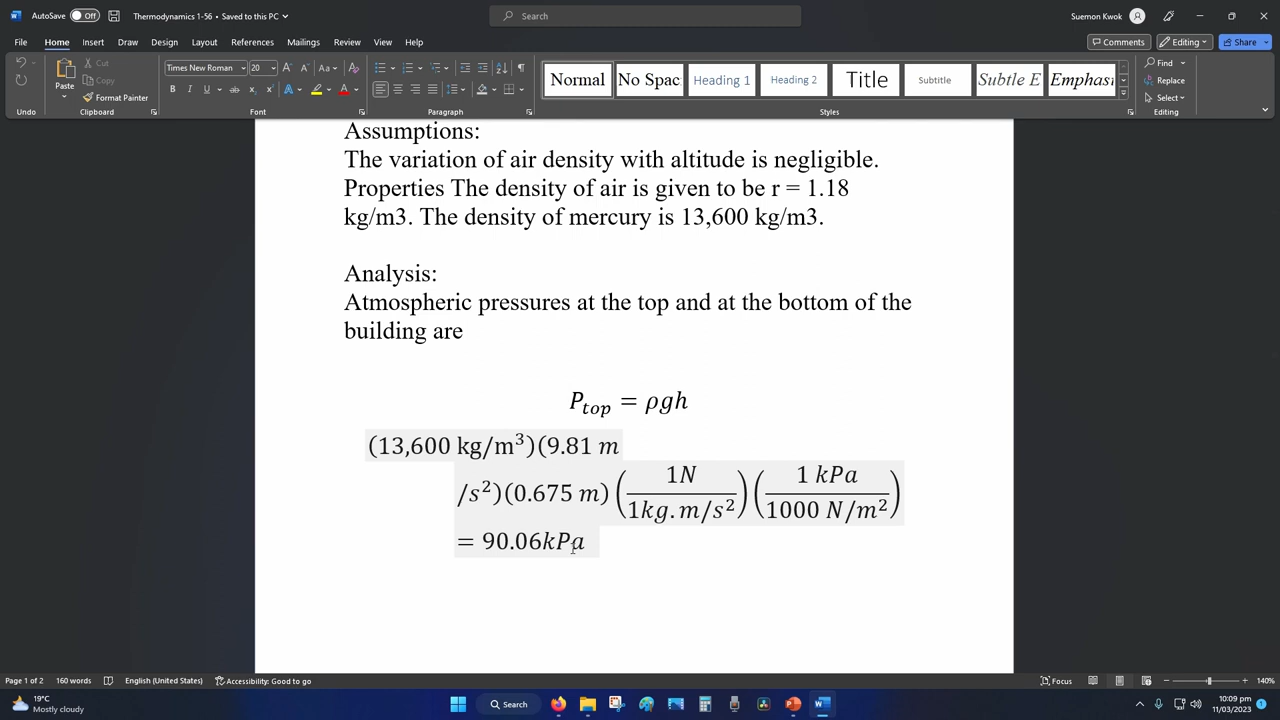 AutoSave Off Thermodynamics 1-56 • Saved to this PC Search Suemon Kwok
File Home Insert Draw Design Layout References Mailings Review View Help Comments Editing Share
Paste Cut Copy Format Painter Times New Roman 20 Normal No Spac Heading 1 Heading 2 Title Subtitle Subtle E Emphasi Find Replace Select
Undo Clipboard Font Paragraph Styles Editing
Assumptions:
The variation of air density with altitude is negligible.
Properties The density of air is given to be r = 1.18
kg/m3. The density of mercury is 13,600 kg/m3.
Analysis:
Atmospheric pressures at the top and at the bottom of the
building are
P_top = ρgh
(13,600 kg/m³)(9.81 m
/s²)(0.675 m)(1N/1kg.m/s²)(1 kPa/1000 N/m²)
= 90.06kPa
Page 1 of 2 160 words English (United States) Accessibility: Good to go Focus 140%
19°C
Mostly cloudy
Search
10:09 pm
11/03/2023